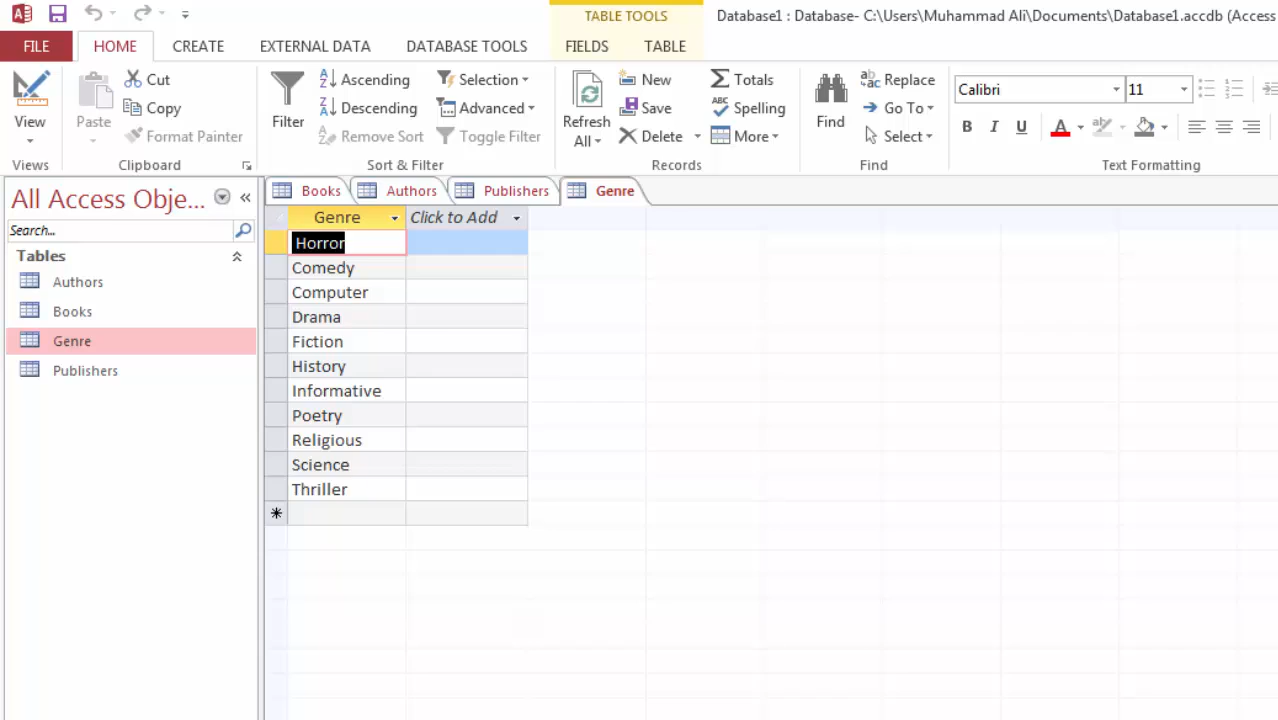 TABLE TOOLS
Database1 : Database- C:\Users\Muhammad Ali\Documents\Database1.accdb (Access
FILE HOME CREATE EXTERNAL DATA DATABASE TOOLS FIELDS TABLE
View
Views
Paste
Cut
Copy
Format Painter
Clipboard
Filter
Ascending
Descending
Remove Sort
Selection
Advanced
Toggle Filter
Sort & Filter
Refresh
All
New
Save
Delete
Totals
Spelling
More
Records
Find
Replace
Go To
Select
Find
Calibri 11
B I U A
Text Formatting
All Access Obje...
Search...
Tables
Authors
Books
Genre
Publishers
Books Authors Publishers Genre
Genre Click to Add
Horror
Comedy
Computer
Drama
Fiction
History
Informative
Poetry
Religious
Science
Thriller